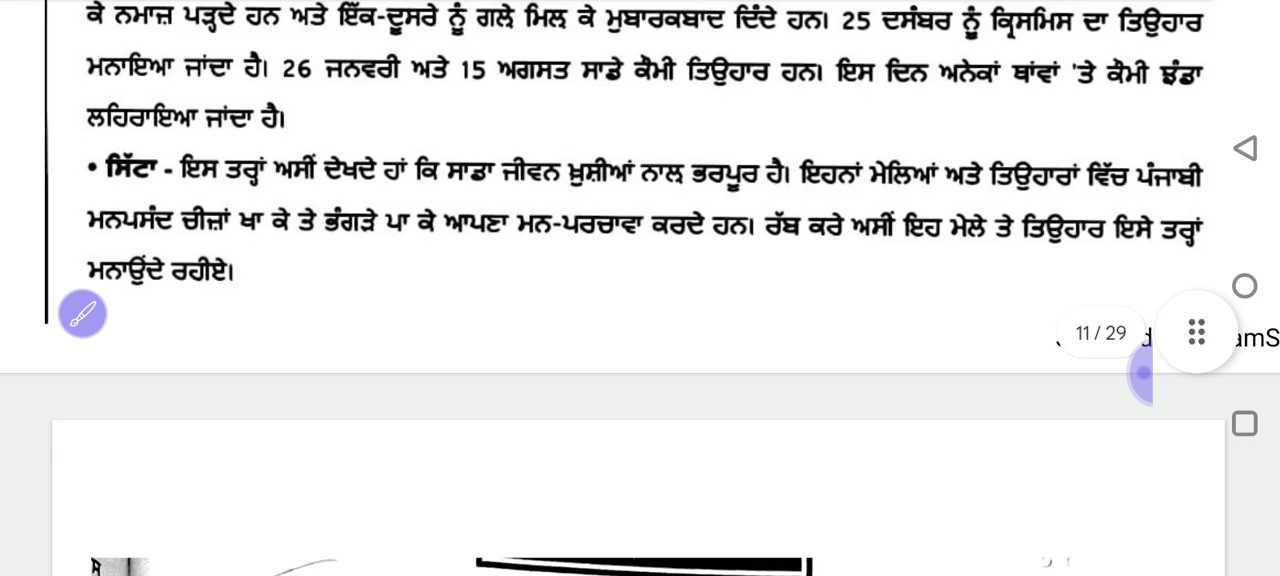 ਕੇ ਨਮਾਜ਼ ਪੜ੍ਹਦੇ ਹਨ ਅਤੇ ਇੱਕ-ਦੂਸਰੇ ਨੂੰ ਗਲੇ ਮਿਲ ਕੇ ਮੁਬਾਰਕਬਾਦ ਦਿੰਦੇ ਹਨ। 25 ਦਸੰਬਰ ਨੂੰ ਕ੍ਰਿਸਮਿਸ ਦਾ ਤਿਉਹਾਰ
ਮਨਾਇਆ ਜਾਂਦਾ ਹੈ। 26 ਜਨਵਰੀ ਅਤੇ 15 ਅਗਸਤ ਸਾਡੇ ਕੌਮੀ ਤਿਉਹਾਰ ਹਨ। ਇਸ ਦਿਨ ਅਨੇਕਾਂ ਥਾਂਵਾਂ 'ਤੇ ਕੌਮੀ ਝੰਡਾ
ਲਹਿਰਾਇਆ ਜਾਂਦਾ ਹੈ।
• ਸਿੱਟਾ - ਇਸ ਤਰ੍ਹਾਂ ਅਸੀਂ ਦੇਖਦੇ ਹਾਂ ਕਿ ਸਾਡਾ ਜੀਵਨ ਖ਼ੁਸ਼ੀਆਂ ਨਾਲ ਭਰਪੂਰ ਹੈ। ਇਹਨਾਂ ਮੇਲਿਆਂ ਅਤੇ ਤਿਉਹਾਰਾਂ ਵਿੱਚ ਪੰਜਾਬੀ
ਮਨਪਸੰਦ ਚੀਜ਼ਾਂ ਖਾ ਕੇ ਤੇ ਭੰਗੜੇ ਪਾ ਕੇ ਆਪਣਾ ਮਨ-ਪਰਚਾਵਾ ਕਰਦੇ ਹਨ। ਰੱਬ ਕਰੇ ਅਸੀਂ ਇਹ ਮੇਲੇ ਤੇ ਤਿਉਹਾਰ ਇਸੇ ਤਰ੍ਹਾਂ
ਮਨਾਉਂਦੇ ਰਹੀਏ।
11 / 29